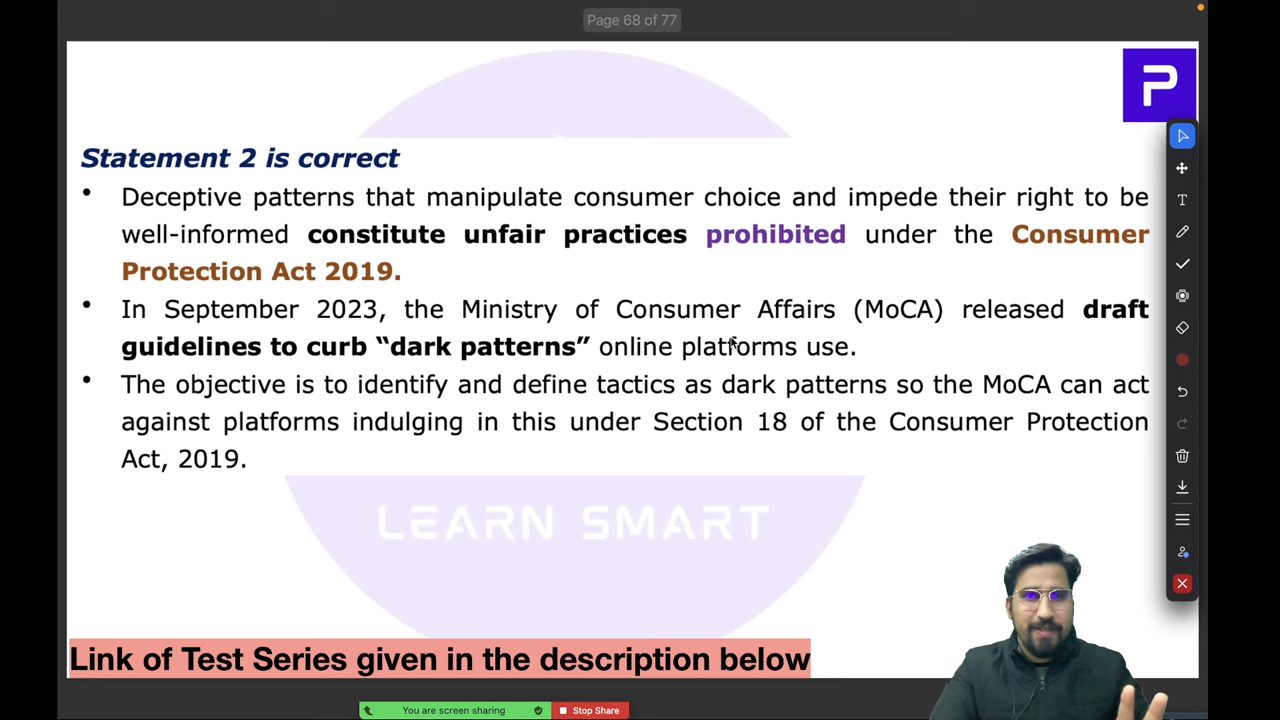 Page 68 of 77
P
Statement 2 is correct
• Deceptive patterns that manipulate consumer choice and impede their right to be
well-informed constitute unfair practices prohibited under the Consumer
Protection Act 2019.
• In September 2023, the Ministry of Consumer Affairs (MoCA) released draft
guidelines to curb “dark patterns” online platforms use.
• The objective is to identify and define tactics as dark patterns so the MoCA can act
against platforms indulging in this under Section 18 of the Consumer Protection
Act, 2019.
LEARN SMART
Link of Test Series given in the description below
You are screen sharing
Stop Share